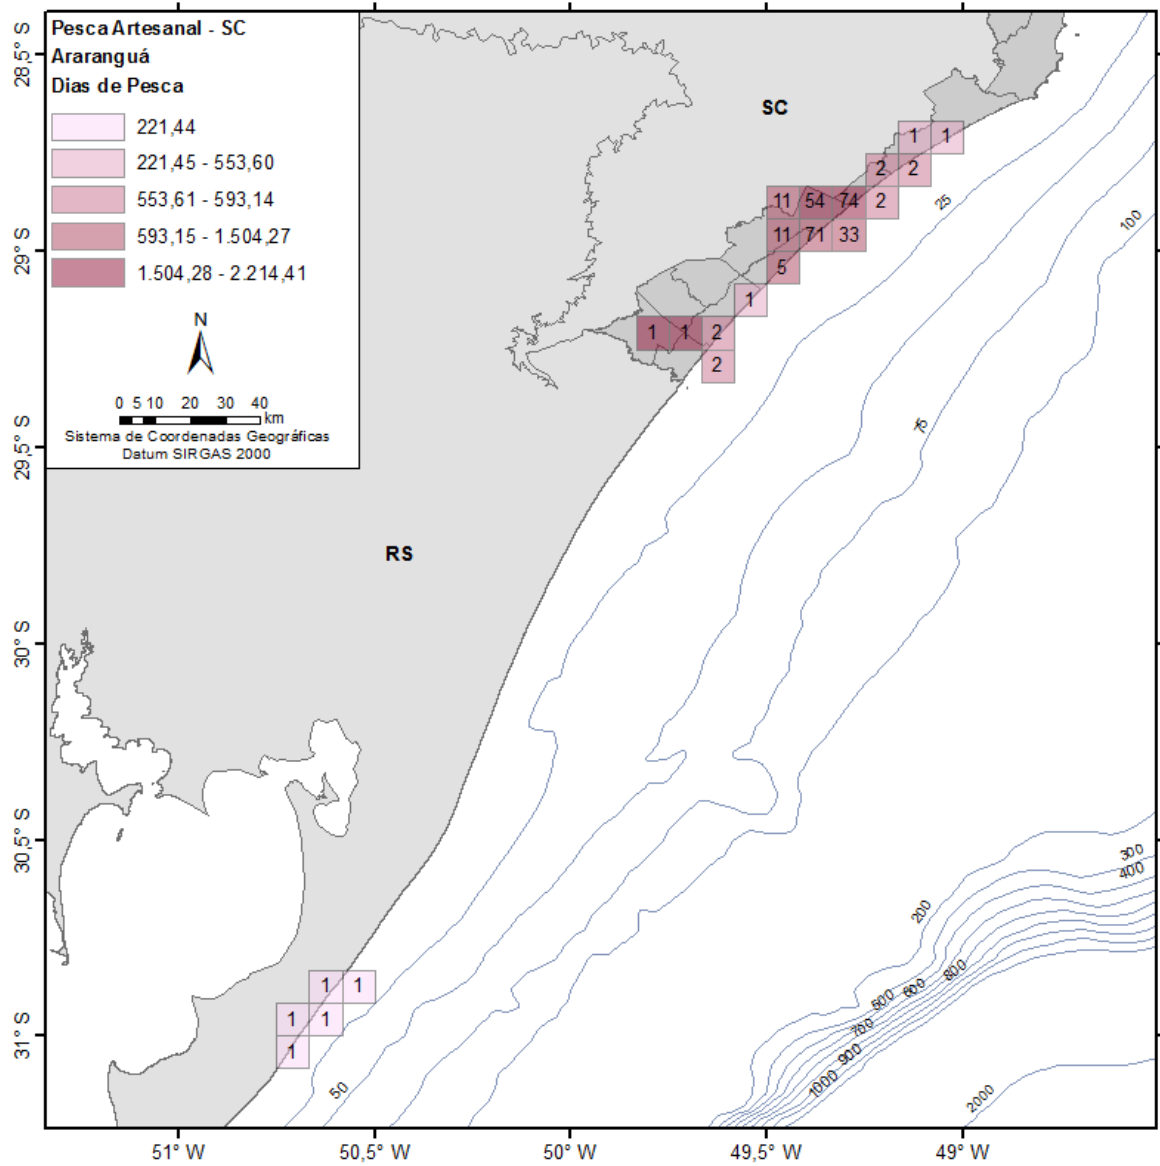 Pesca Artesanal - SC
Araranguá
Dias de Pesca
221,44
221,45 - 553,60
553,61 - 593,14
593,15 - 1.504,27
1.504,28 - 2.214,41
N
0 5 10 20 30 40
km
Sistema de Coordenadas Geográficas
Datum SIRGAS 2000
SC
RS
1 1
2 2
11 54 74 2
11 71 33
5
1
1 1 2
2
1 1
1 1
1
25
100
75
50
300
400
200
800
600
500
700
900
1000
2000
28,5° S
29° S
29,5° S
30° S
30,5° S
31° S
51° W
50,5° W
50° W
49,5° W
49° W